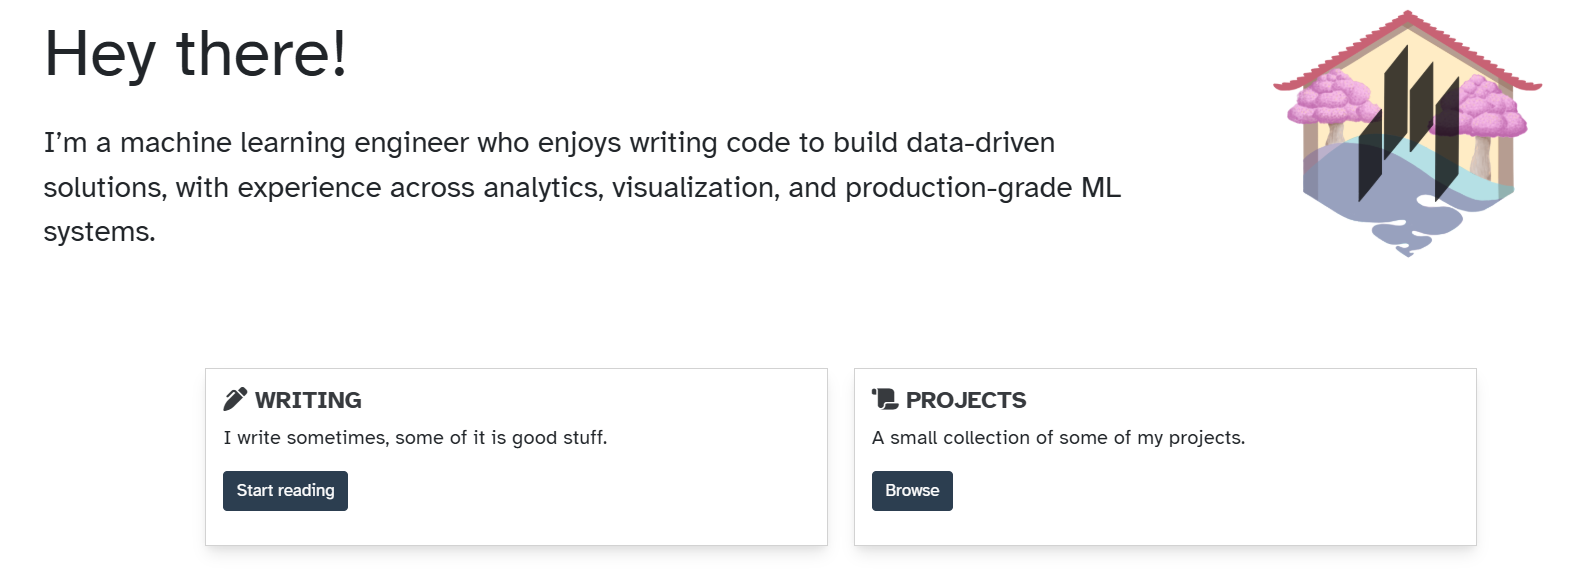 Hey there!
I’m a machine learning engineer who enjoys writing code to build data-driven
solutions, with experience across analytics, visualization, and production-grade ML
systems.
WRITING
I write sometimes, some of it is good stuff.
Start reading
PROJECTS
A small collection of some of my projects.
Browse